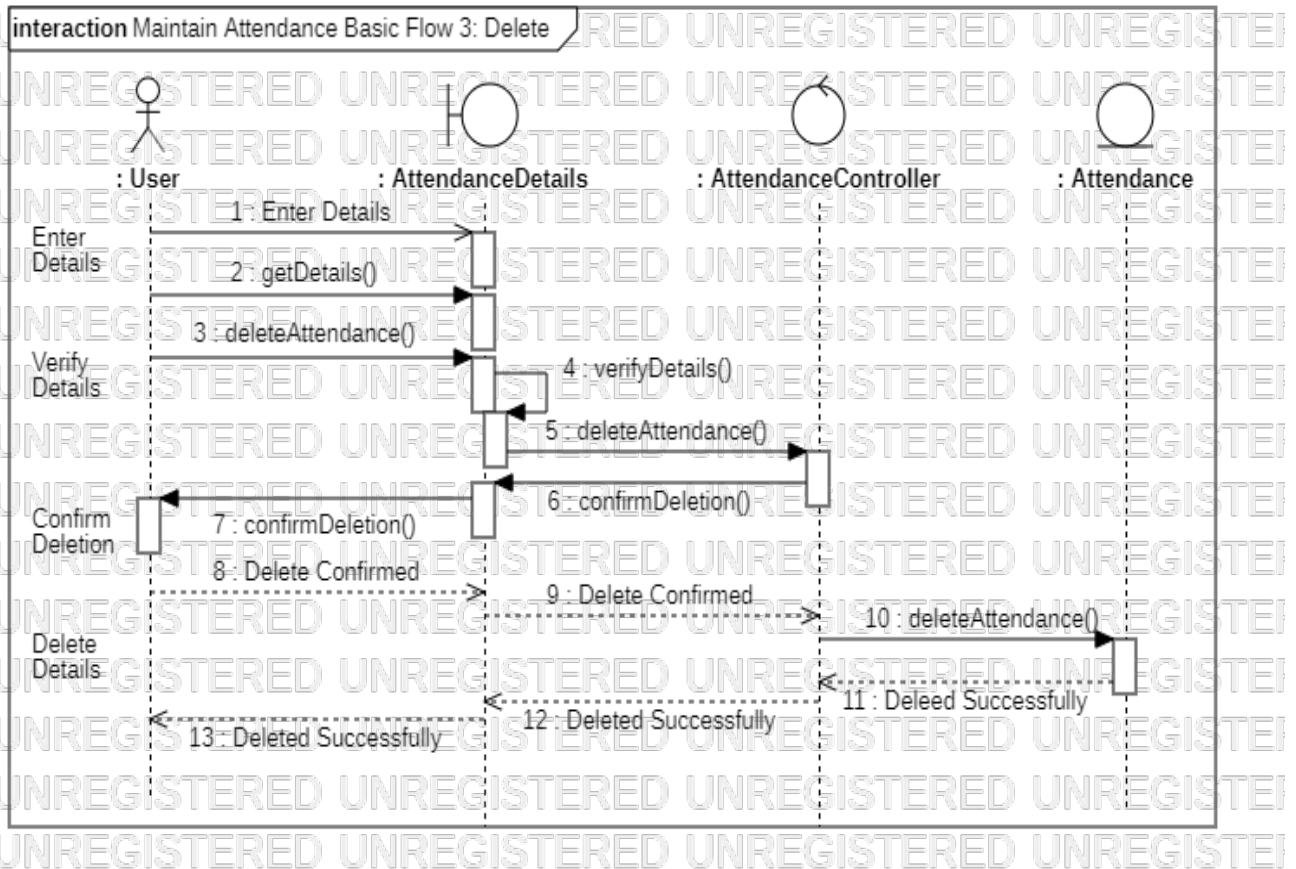 interaction Maintain Attendance Basic Flow 3: Delete
: User
: AttendanceDetails
: AttendanceController
: Attendance
1 : Enter Details
Enter
Details
2 : getDetails()
3 : deleteAttendance()
Verify
Details
4 : verifyDetails()
5 : deleteAttendance()
6 : confirmDeletion()
Confirm
Deletion
7 : confirmDeletion()
8 : Delete Confirmed
9 : Delete Confirmed
10 : deleteAttendance()
Delete
Details
11 : Deleed Successfully
12 : Deleted Successfully
13 : Deleted Successfully
UNREGISTERED UNREGISTERED UNREGISTERED